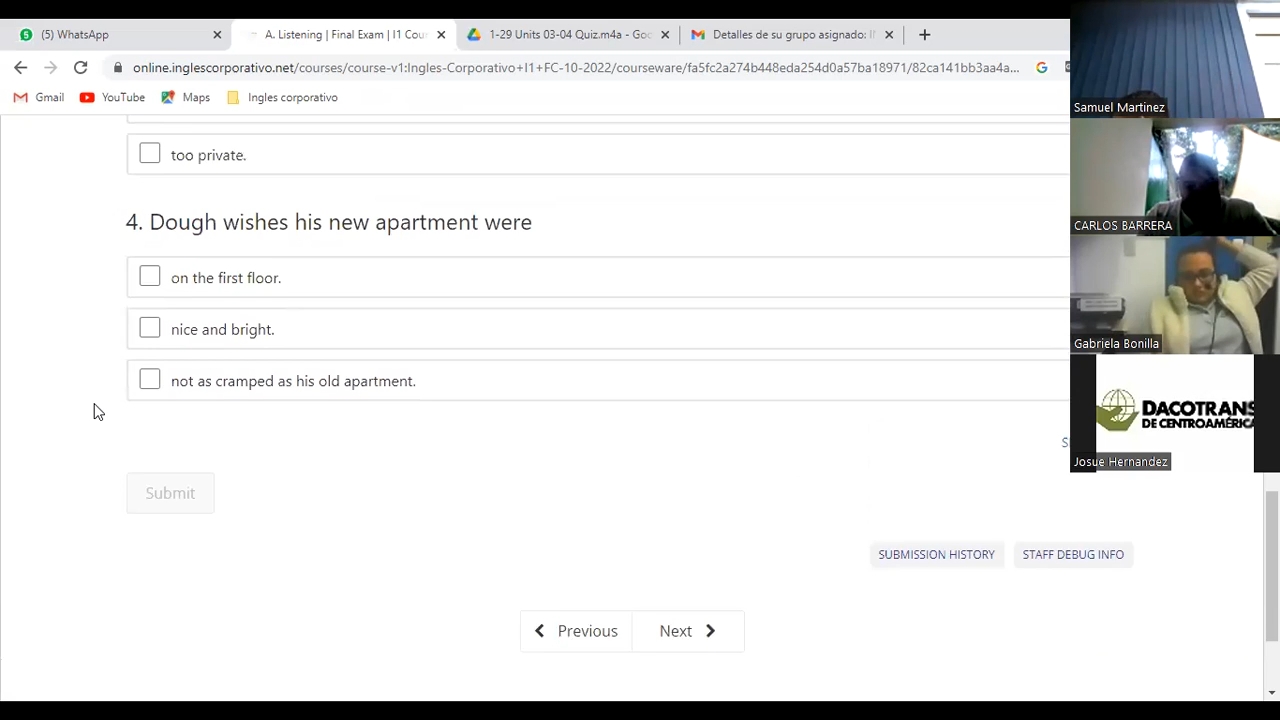 (5) WhatsApp
A. Listening | Final Exam | I1 Cour
1-29 Units 03-04 Quiz.m4a - Goo
Detalles de su grupo asignado: I
online.inglescorporativo.net/courses/course-v1:Ingles-Corporativo+I1+FC-10-2022/courseware/fa5fc2a274b448eda254d0a57ba18971/82ca141bb3aa4a...
Gmail
YouTube
Maps
Ingles corporativo
too private.
4. Dough wishes his new apartment were
on the first floor.
nice and bright.
not as cramped as his old apartment.
Submit
SUBMISSION HISTORY
STAFF DEBUG INFO
Previous
Next
Samuel Martinez
CARLOS BARRERA
Gabriela Bonilla
DACOTRANS
DE CENTROAMÉRICA
Josue Hernandez